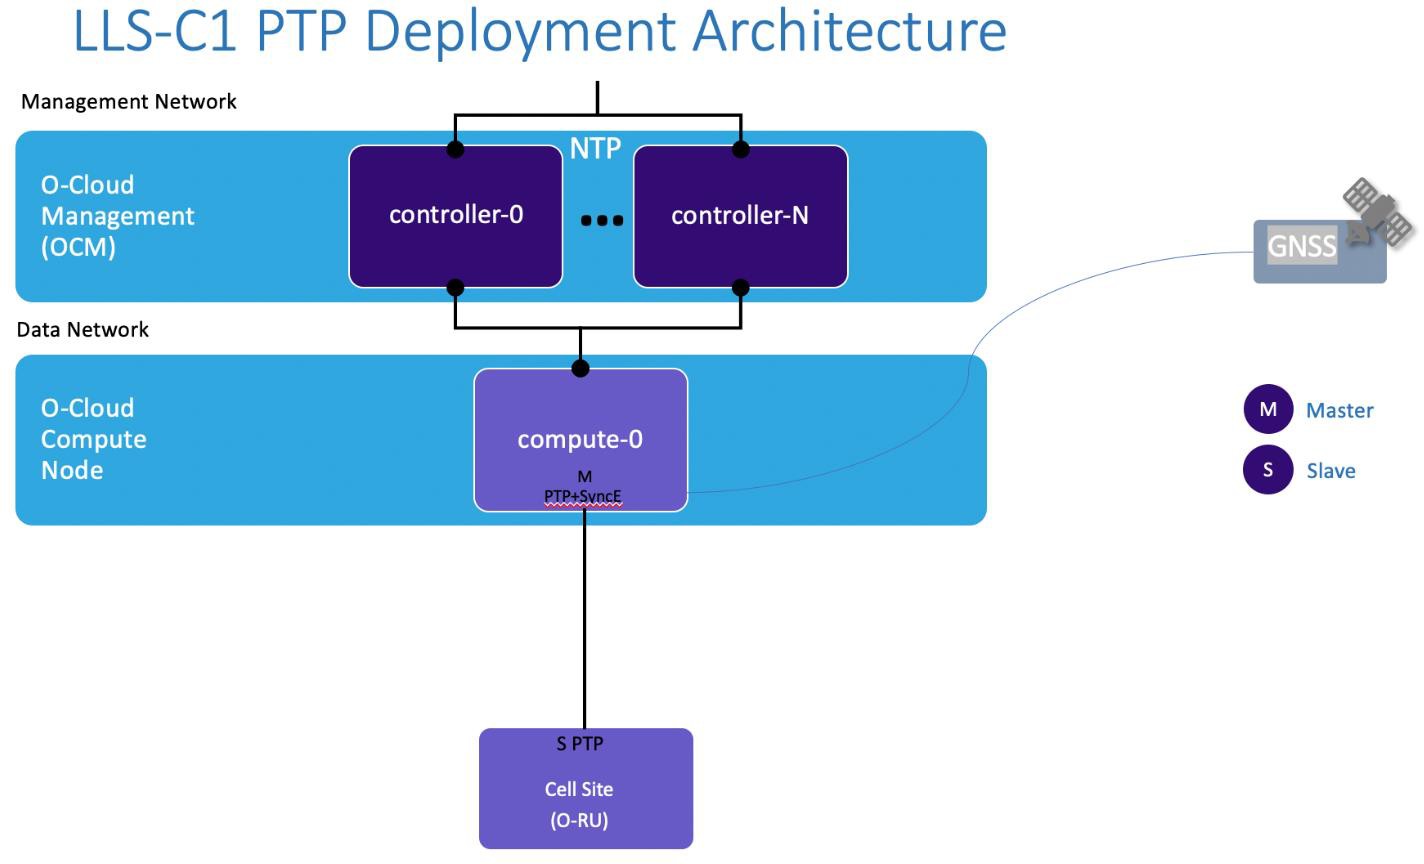 LLS-C1 PTP Deployment Architecture
Management Network
NTP
O-Cloud
Management
(OCM)
controller-0
...
controller-N
GNSS
Data Network
O-Cloud
Compute
Node
compute-0
M
PTP+SyncE
M Master
S Slave
S PTP
Cell Site
(O-RU)